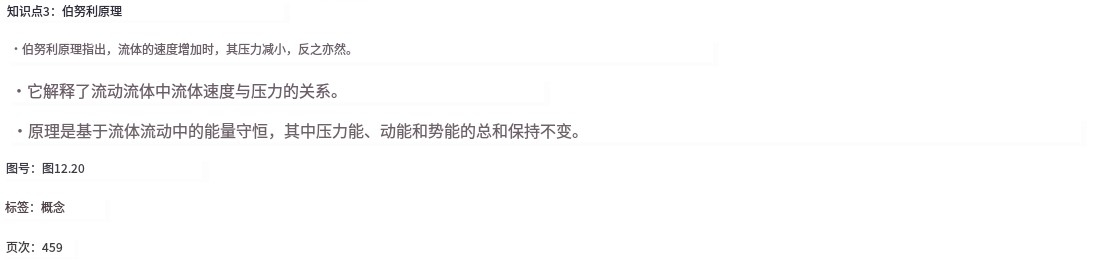 知识点3：伯努利原理
·伯努利原理指出，流体的速度增加时，其压力减小，反之亦然。
·它解释了流动流体中流体速度与压力的关系。
·原理是基于流体流动中的能量守恒，其中压力能、动能和势能的总和保持不变。
图号：图12.20
标签：概念
页次：459